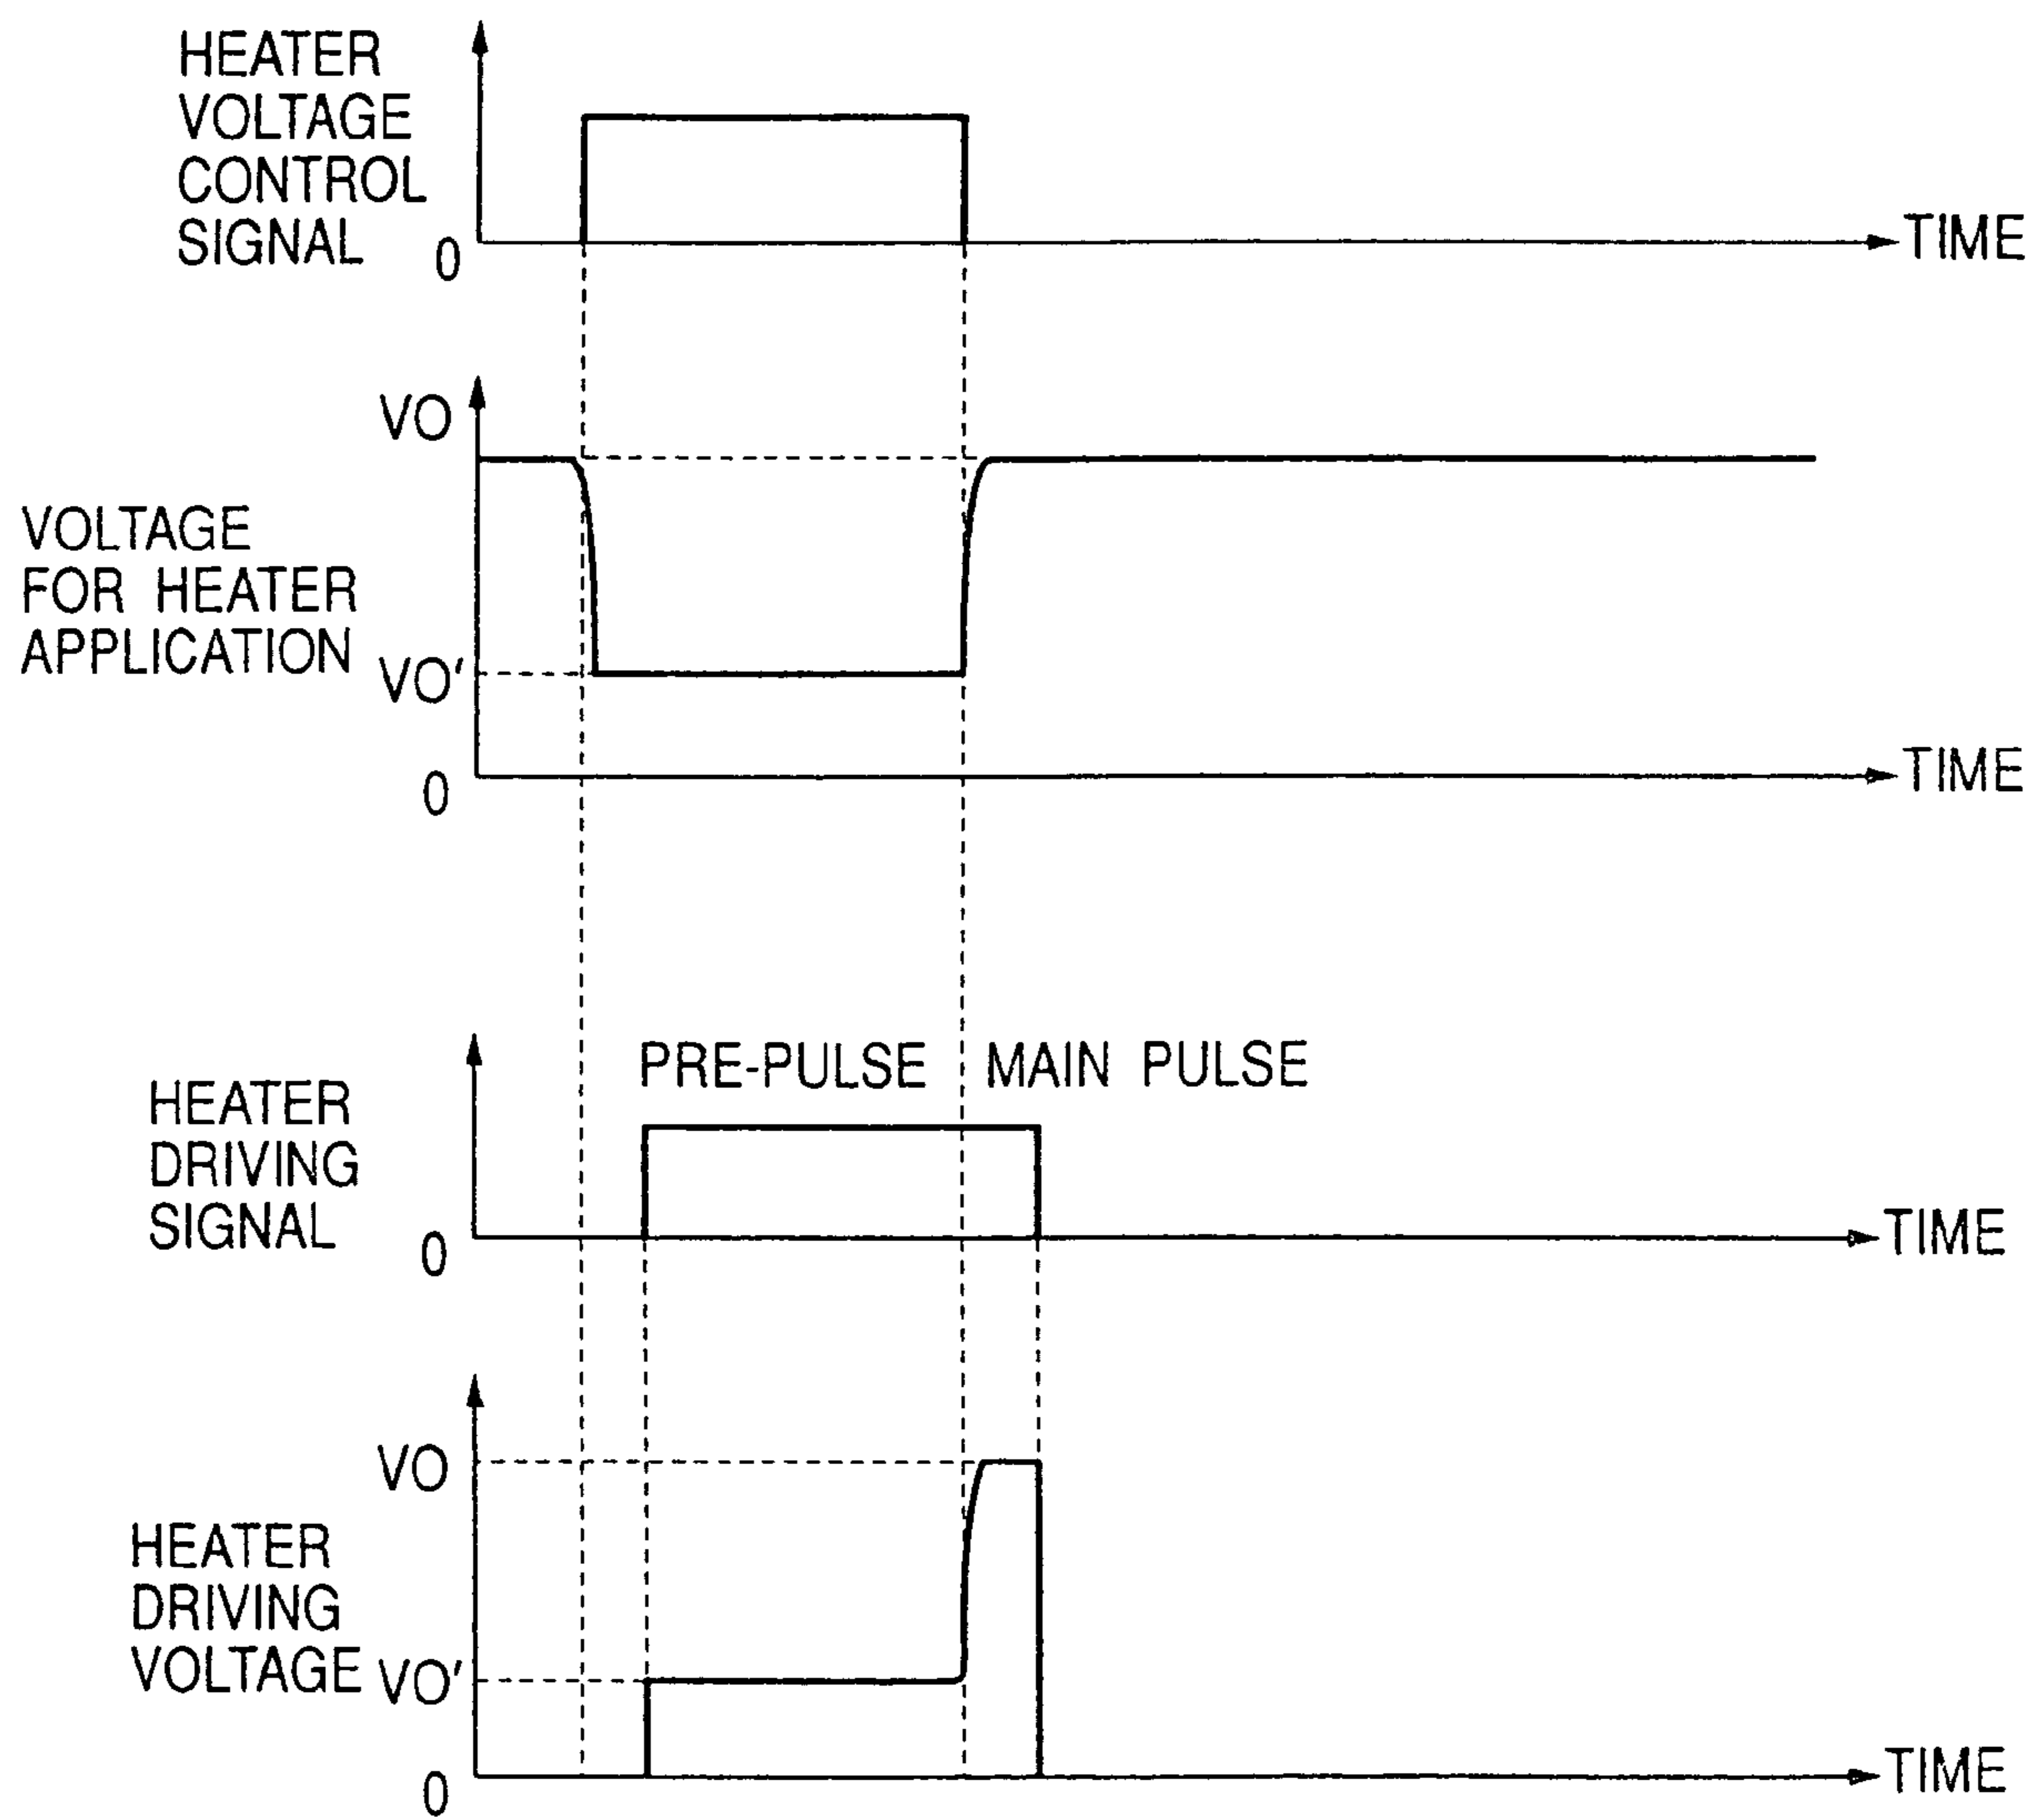 HEATER
VOLTAGE
CONTROL
SIGNAL
0
TIME
VO
VOLTAGE
FOR HEATER
APPLICATION
VO'
0
TIME
PRE-PULSE
MAIN PULSE
HEATER
DRIVING
SIGNAL
0
TIME
VO
HEATER
DRIVING
VOLTAGE
VO'
0
TIME